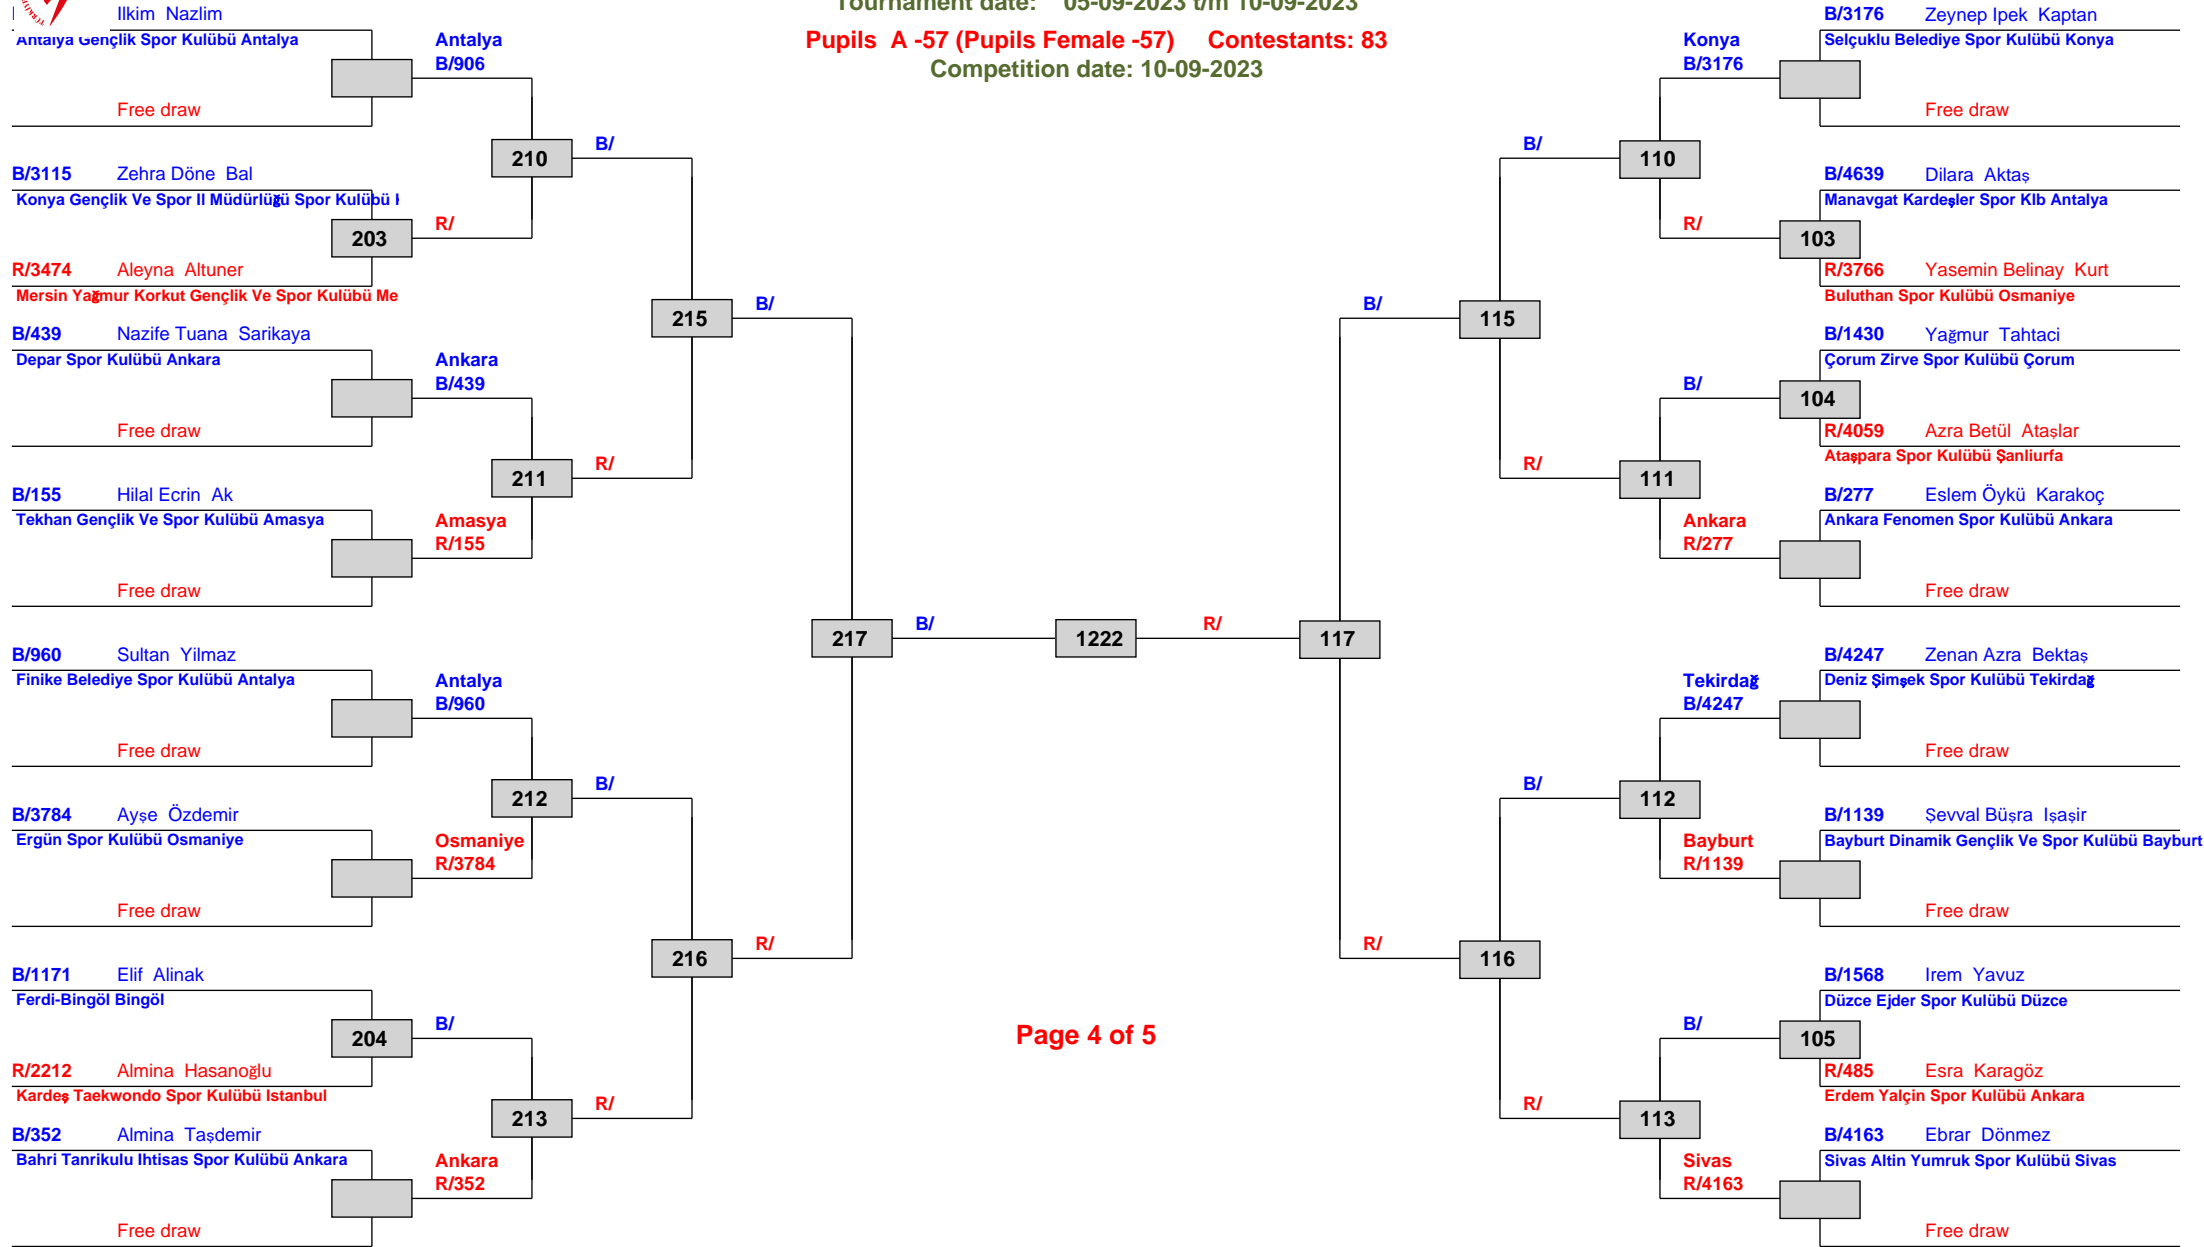 Tournament date: 05-09-2023 t/m 10-09-2023
Pupils A -57 (Pupils Female -57) Contestants: 83
Competition date: 10-09-2023
Ilkim Nazlim
Antalya Gençlik Spor Kulübü Antalya
Antalya
B/906
Free draw
210
B/
B/3115 Zehra Döne Bal
Konya Gençlik Ve Spor Il Müdürlüğü Spor Kulübü
203
R/
R/3474 Aleyna Altuner
Mersin Yağmur Korkut Gençlik Ve Spor Kulübü Me
215
B/
B/439 Nazife Tuana Sarikaya
Depar Spor Kulübü Ankara
Ankara
B/439
Free draw
211
R/
B/155 Hilal Ecrin Ak
Tekhan Gençlik Ve Spor Kulübü Amasya
Amasya
R/155
Free draw
217
B/
1222
R/
117
B/960 Sultan Yilmaz
Finike Belediye Spor Kulübü Antalya
Antalya
B/960
Free draw
212
B/
B/3784 Ayşe Özdemir
Ergün Spor Kulübü Osmaniye
Osmaniye
R/3784
Free draw
216
R/
B/1171 Elif Alinak
Ferdi-Bingöl Bingöl
204
B/
R/2212 Almina Hasanoğlu
Kardeş Taekwondo Spor Kulübü Istanbul
213
R/
B/352 Almina Taşdemir
Bahri Tanrikulu Ihtisas Spor Kulübü Ankara
Ankara
R/352
Free draw
Page 4 of 5
B/3176 Zeynep Ipek Kaptan
Selçuklu Belediye Spor Kulübü Konya
Konya
B/3176
Free draw
B/
110
B/4639 Dilara Aktaş
Manavgat Kardeşler Spor Klb Antalya
R/
103
R/3766 Yasemin Belinay Kurt
Buluthan Spor Kulübü Osmaniye
B/
115
B/1430 Yağmur Tahtaci
Çorum Zirve Spor Kulübü Çorum
B/
104
R/4059 Azra Betül Ataşlar
Ataşpara Spor Kulübü Şanliurfa
R/
111
B/277 Eslem Öykü Karakoç
Ankara Fenomen Spor Kulübü Ankara
Ankara
R/277
Free draw
B/4247 Zenan Azra Bektaş
Deniz Şimşek Spor Kulübü Tekirdağ
Tekirdağ
B/4247
Free draw
B/
112
B/1139 Şevval Büşra Işaşir
Bayburt Dinamik Gençlik Ve Spor Kulübü Bayburt
Bayburt
R/1139
Free draw
R/
116
B/1568 Irem Yavuz
Düzce Ejder Spor Kulübü Düzce
B/
105
R/485 Esra Karagöz
Erdem Yalçin Spor Kulübü Ankara
R/
113
B/4163 Ebrar Dönmez
Sivas Altin Yumruk Spor Kulübü Sivas
Sivas
R/4163
Free draw